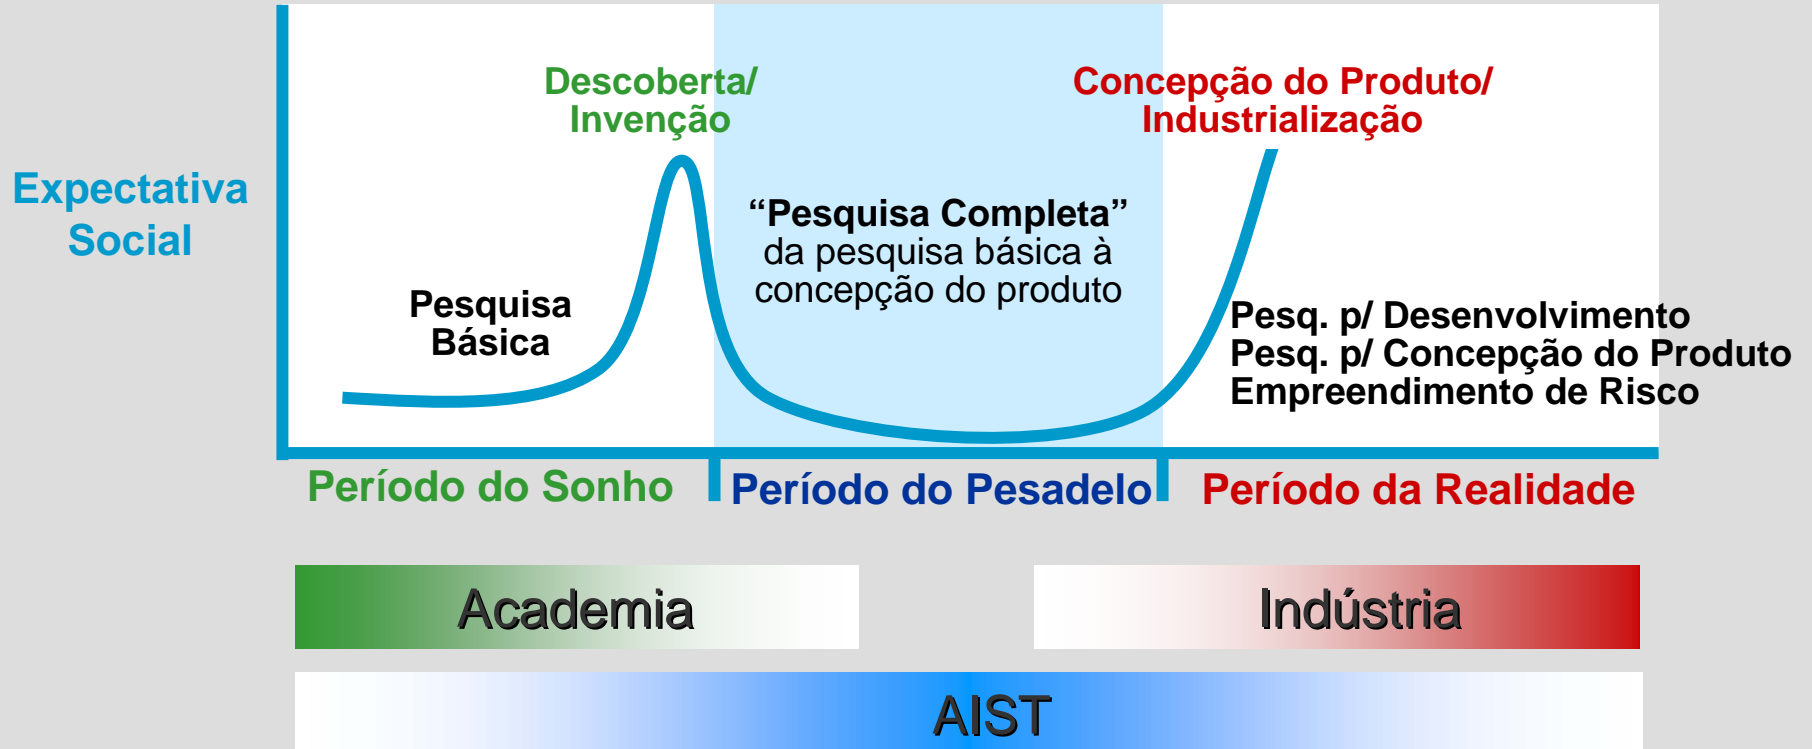 Descoberta/
Invenção
Concepção do Produto/
Industrialização
Expectativa
Social
“Pesquisa Completa”
da pesquisa básica à
concepção do produto
Pesquisa
Básica
Pesq. p/ Desenvolvimento
Pesq. p/ Concepção do Produto
Empreendimento de Risco
Período do Sonho
Período do Pesadelo
Período da Realidade
Academia
Indústria
AIST